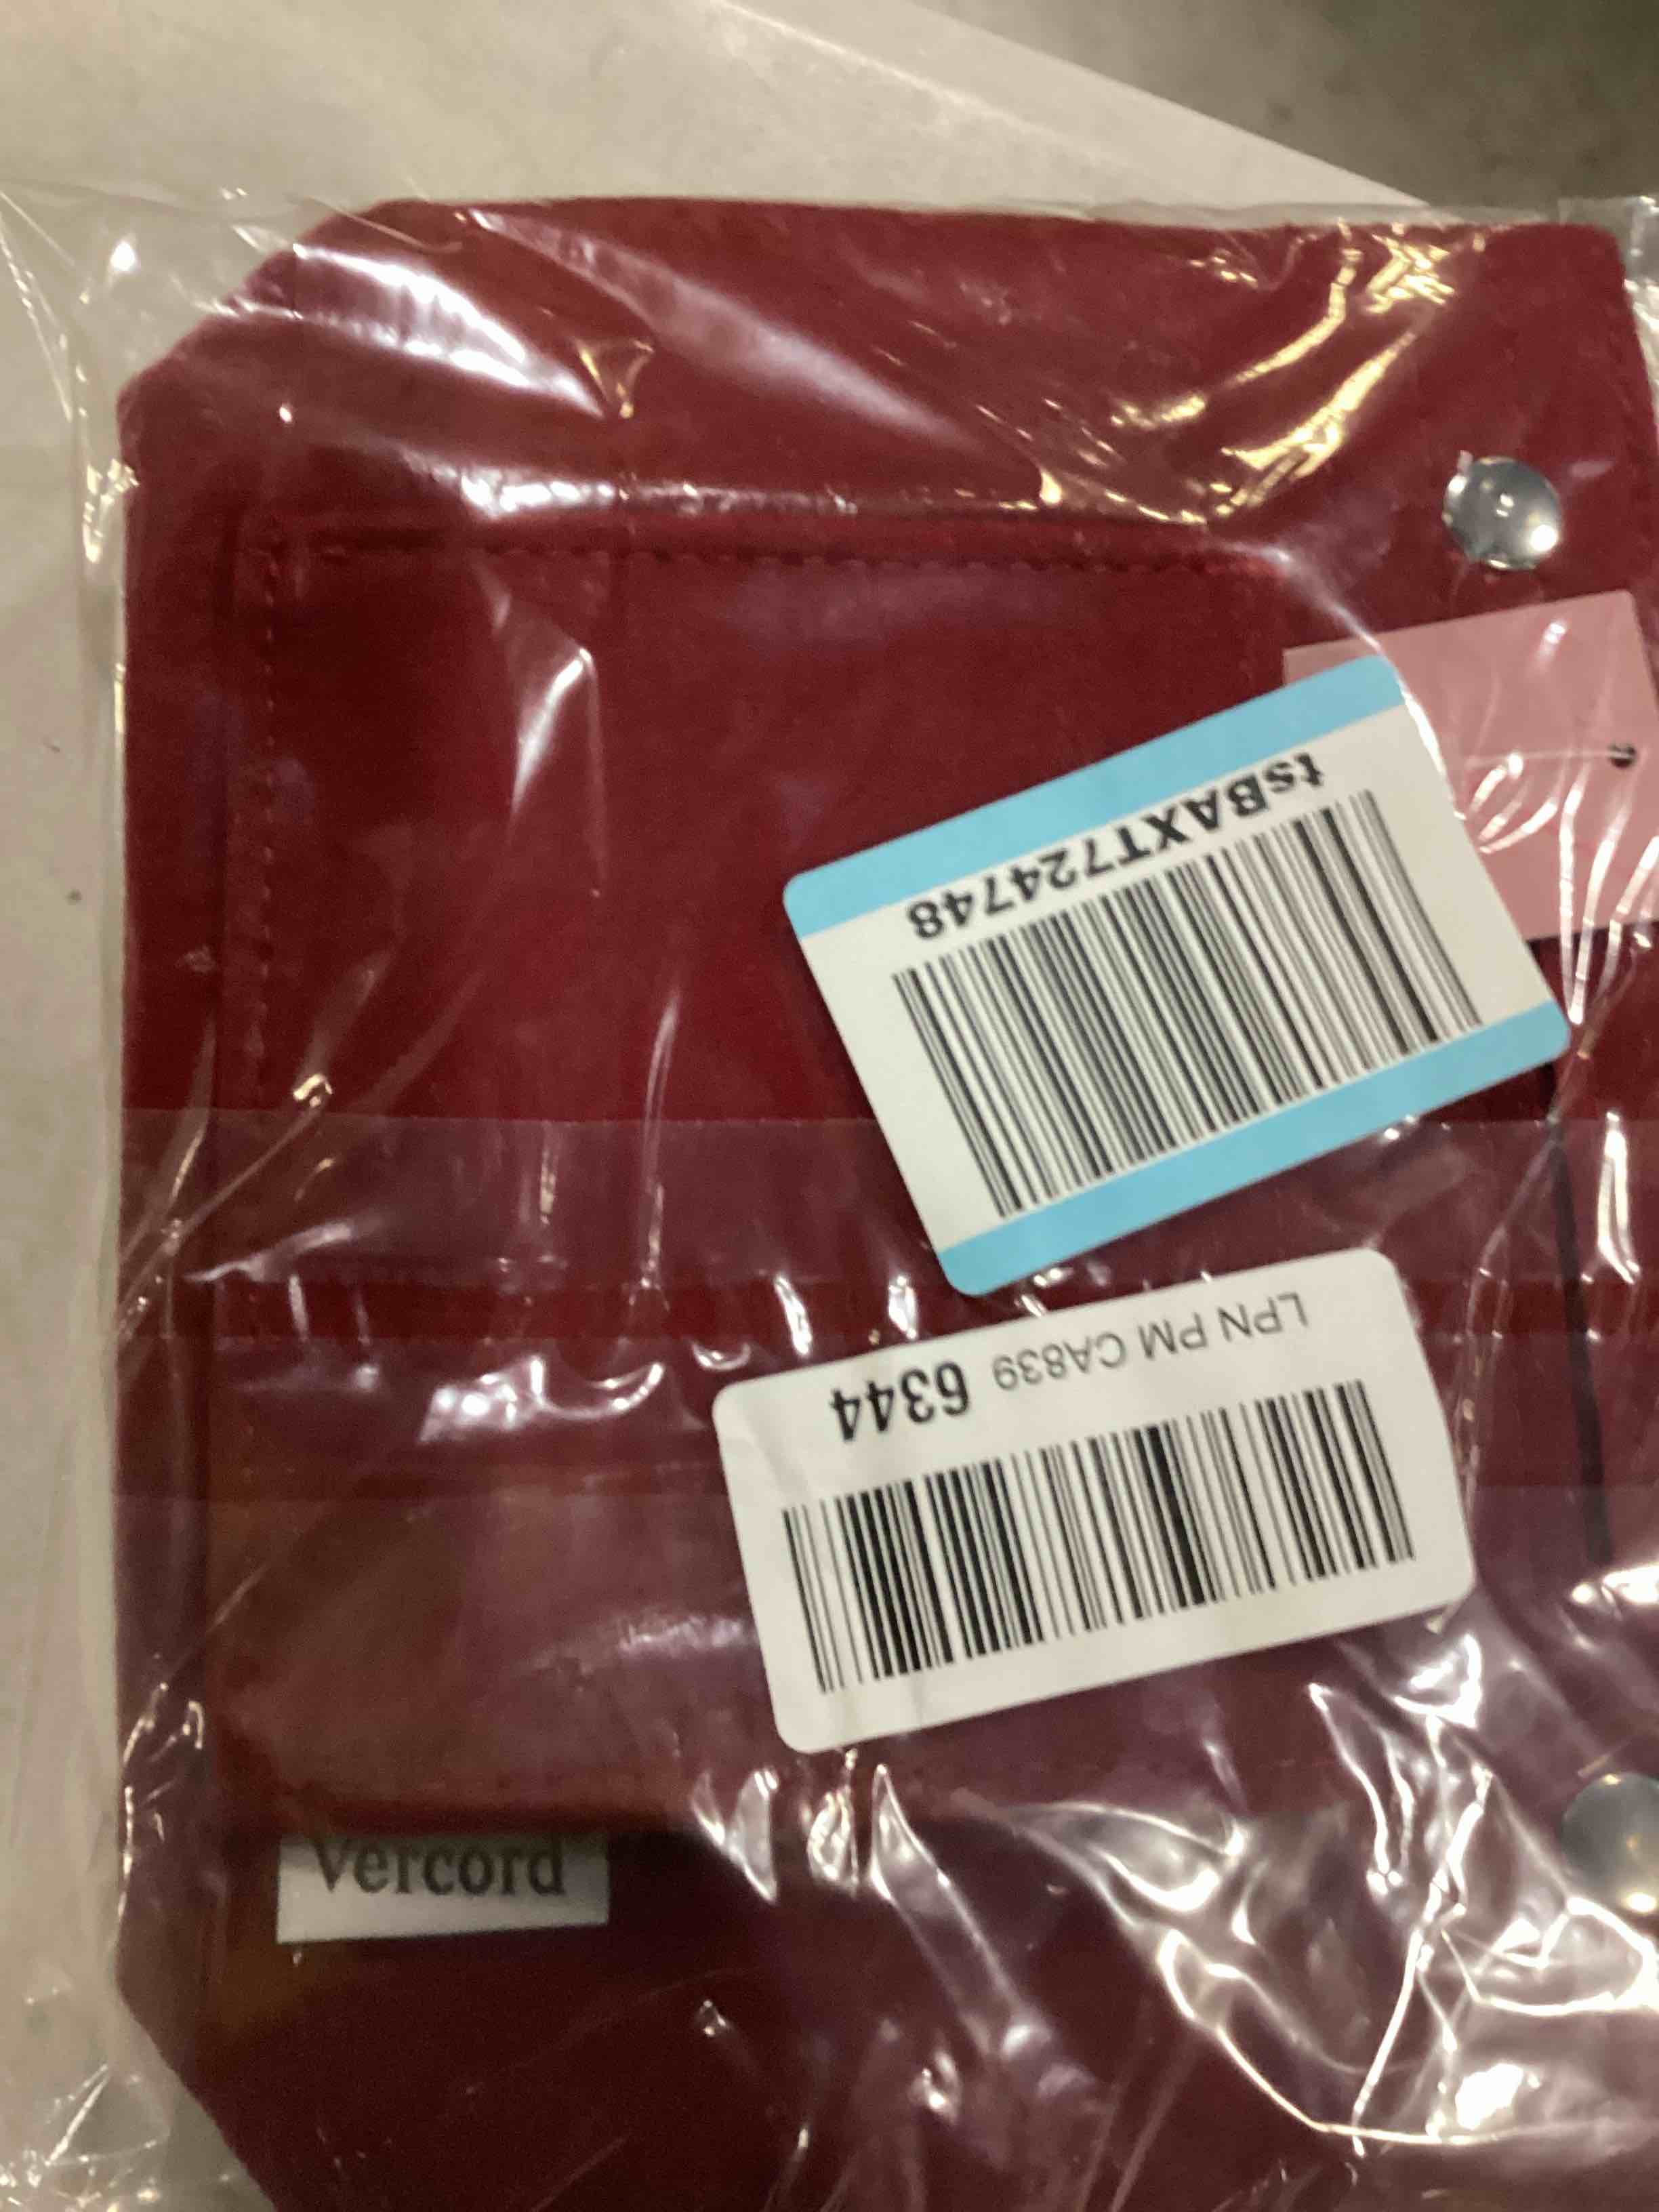 tsBAXT724748
LPN PM CA839 6344
Vercord